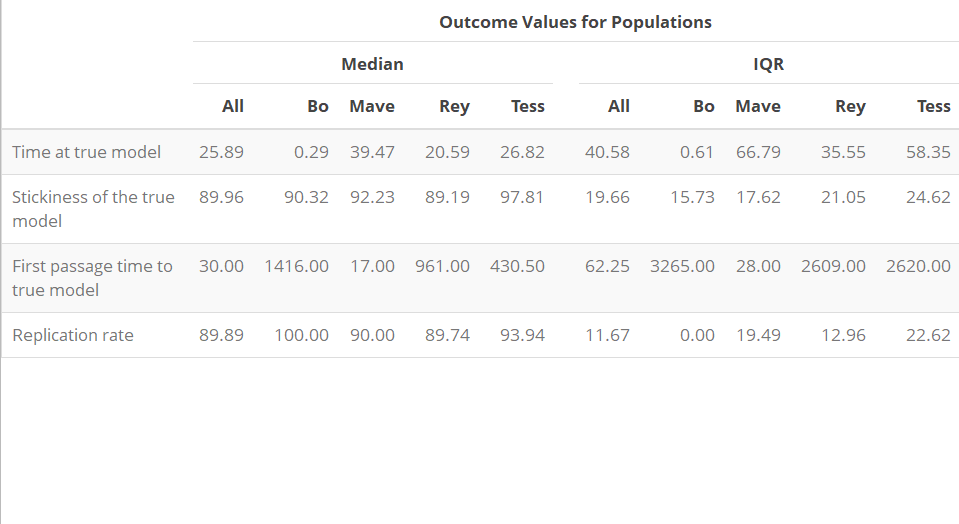 Outcome Values for Populations
Median IQR
All Bo Mave Rey Tess All Bo Mave Rey Tess
Time at true model 25.89 0.29 39.47 20.59 26.82 40.58 0.61 66.79 35.55 58.35
Stickiness of the true 89.96 90.32 92.23 89.19 97.81 19.66 15.73 17.62 21.05 24.62
model
First passage time to 30.00 1416.00 17.00 961.00 430.50 62.25 3265.00 28.00 2609.00 2620.00
true model
Replication rate 89.89 100.00 90.00 89.74 93.94 11.67 0.00 19.49 12.96 22.62